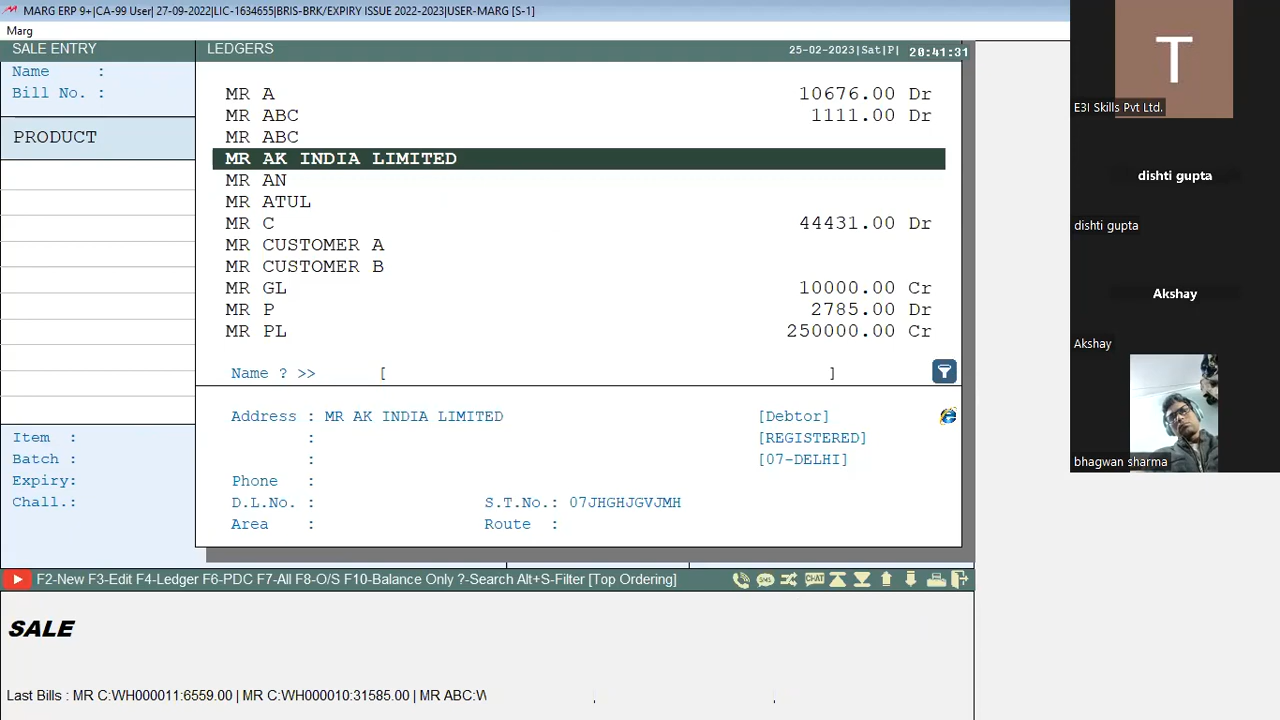 MARG ERP 9+|CA-99 User| 27-09-2022|LIC-1634655|BRIS-BRK/EXPIRY ISSUE 2022-2023|USER-MARG [S-1]
Marg
SALE ENTRY
Name :
Bill No. :
PRODUCT
Item :
Batch :
Expiry:
Chall.:
LEDGERS 25-02-2023|Sat|P| 20:41:31
MR A 10676.00 Dr
MR ABC 1111.00 Dr
MR ABC
MR AK INDIA LIMITED
MR AN
MR ATUL
MR C 44431.00 Dr
MR CUSTOMER A
MR CUSTOMER B
MR GL 10000.00 Cr
MR P 2785.00 Dr
MR PL 250000.00 Cr
Name ? >> [ ]
Address : MR AK INDIA LIMITED [Debtor]
: [REGISTERED]
: [07-DELHI]
Phone :
D.L.No. : S.T.No.: 07JHGHJGVJMH
Area : Route :
F2-New F3-Edit F4-Ledger F6-PDC F7-All F8-O/S F10-Balance Only ?-Search Alt+S-Filter [Top Ordering]
SMS
CHAT
SALE
Last Bills : MR C:WH000011:6559.00 | MR C:WH000010:31585.00 | MR ABC:W
T
E3I Skills Pvt Ltd.
dishti gupta
dishti gupta
Akshay
Akshay
bhagwan sharma